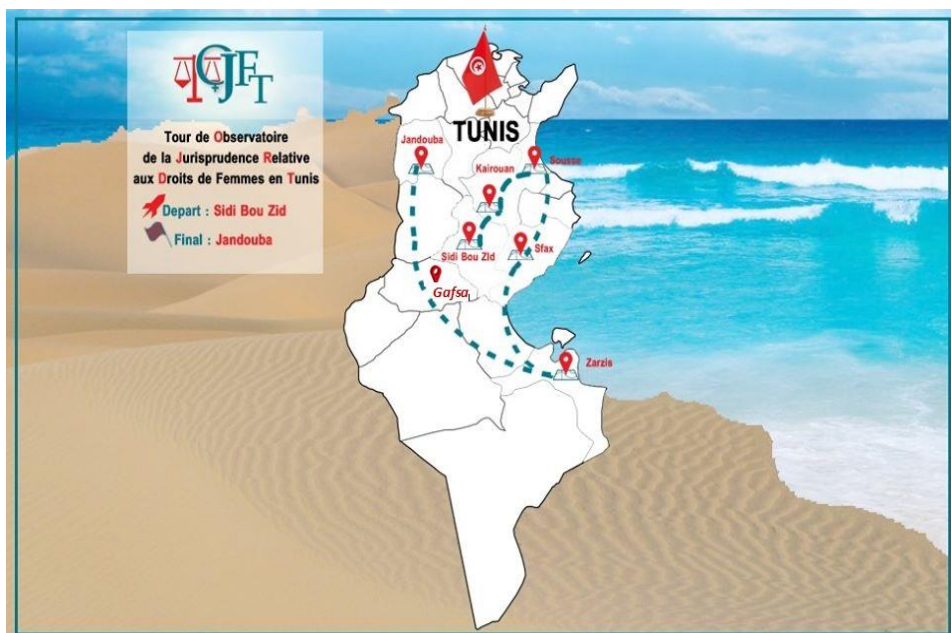 OJFT
Tour de Observatoire
de la Jurisprudence Relative
aux Droits de Femmes en Tunis
Depart : Sidi Bou Zid
Final : Jandouba
TUNIS
Jandouba
Kairouan
Sousse
Sidi Bou Zid
Sfax
Gafsa
Zarzis